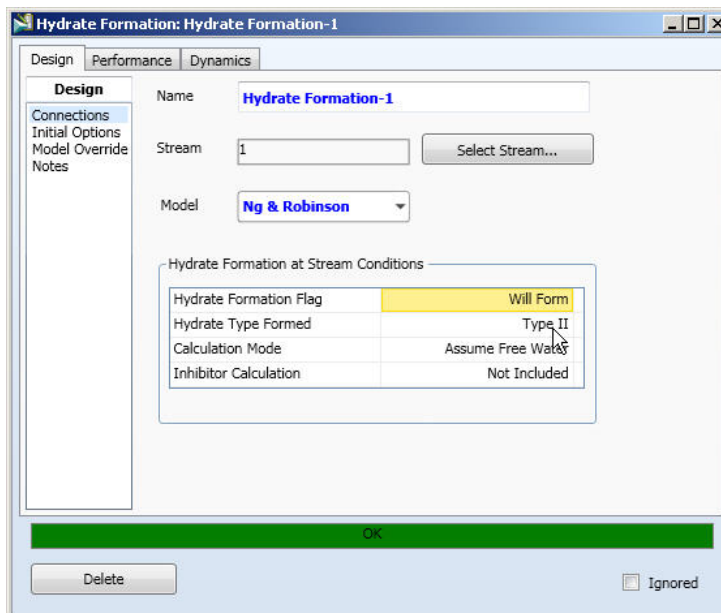 Hydrate Formation: Hydrate Formation-1
Design Performance Dynamics
Design
Connections
Initial Options
Model Override
Notes
Name Hydrate Formation-1
Stream 1 Select Stream...
Model Ng & Robinson
Hydrate Formation at Stream Conditions
Hydrate Formation Flag Will Form
Hydrate Type Formed Type II
Calculation Mode Assume Free Water
Inhibitor Calculation Not Included
OK
Delete Ignored